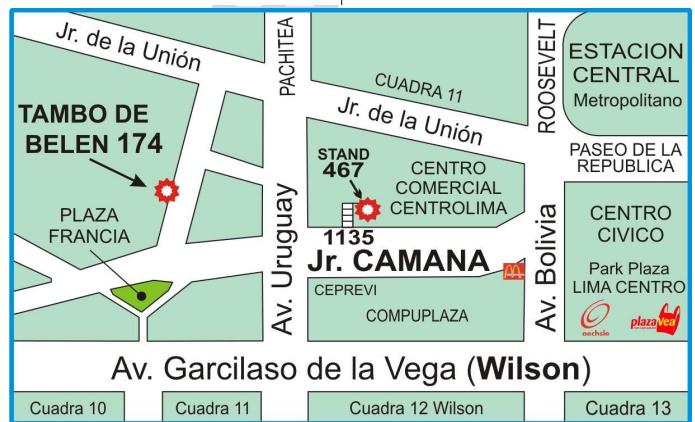 Jr. de la Unión
PACHITEA
CUADRA 11
Jr. de la Unión
ROOSEVELT
ESTACION
CENTRAL
Metropolitano
TAMBO DE
BELEN 174
STAND
467
CENTRO
COMERCIAL
CENTROLIMA
PASEO DE LA
REPUBLICA
PLAZA
FRANCIA
Av. Uruguay
1135
Jr. CAMANA
Av. Bolivia
CENTRO
CIVICO
Park Plaza
LIMA CENTRO
oechsle
plazaVea
CEPREVI
COMPUPLAZA
Av. Garcilaso de la Vega (Wilson)
Cuadra 10
Cuadra 11
Cuadra 12 Wilson
Cuadra 13